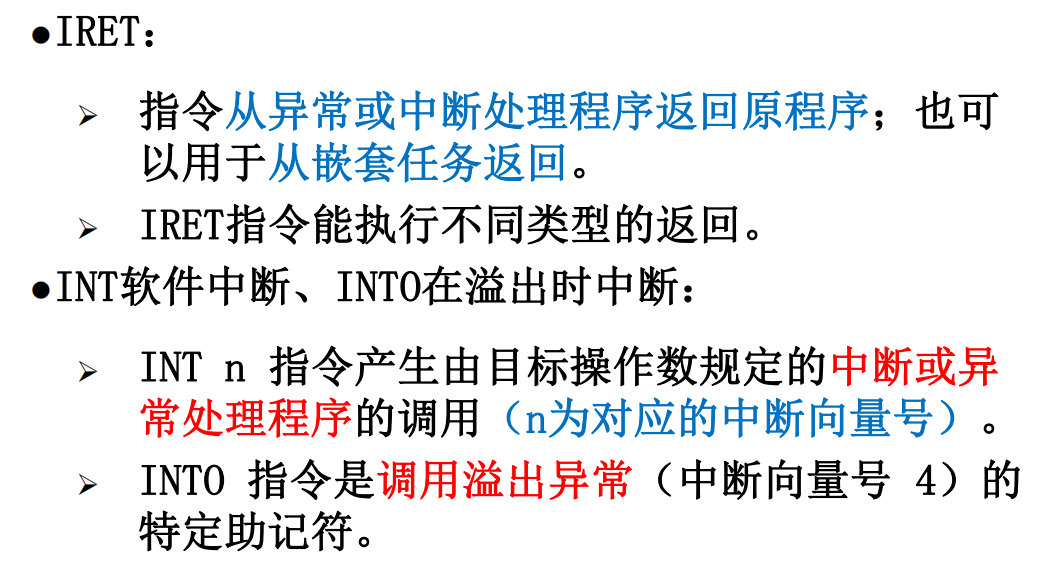 ●IRET：
➢ 指令从异常或中断处理程序返回原程序；也可
以用于从嵌套任务返回。
➢ IRET指令能执行不同类型的返回。
●INT软件中断、INTO在溢出时中断：
➢ INT n 指令产生由目标操作数规定的中断或异
常处理程序的调用（n为对应的中断向量号）。
➢ INTO 指令是调用溢出异常（中断向量号 4）的
特定助记符。